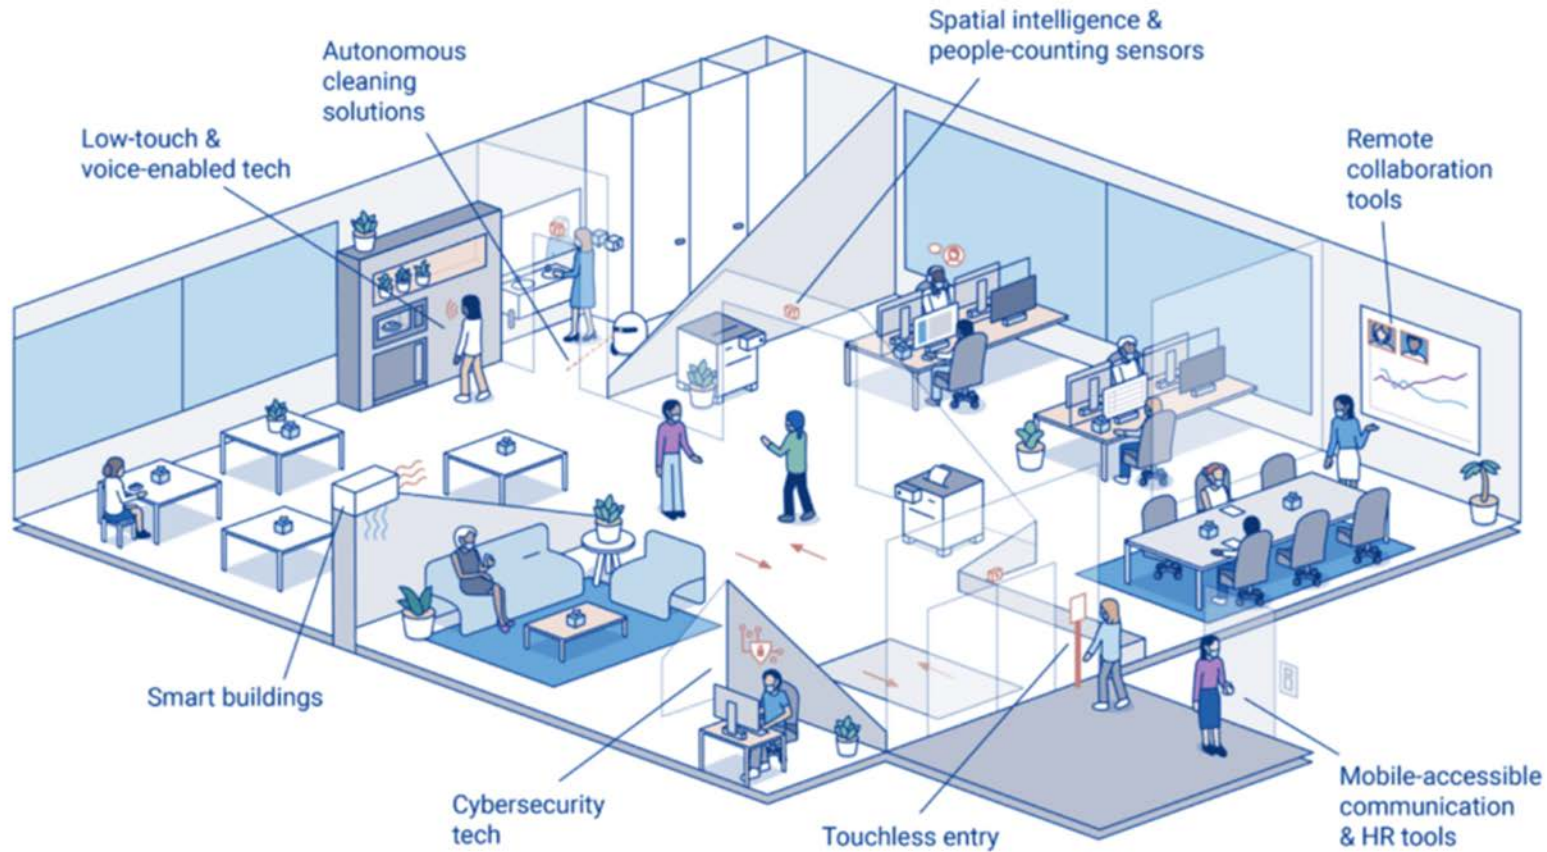 Spatial intelligence &
people-counting sensors
Autonomous
cleaning
solutions
Low-touch &
voice-enabled tech
Remote
collaboration
tools
Smart buildings
Cybersecurity
tech
Touchless entry
Mobile-accessible
communication
& HR tools